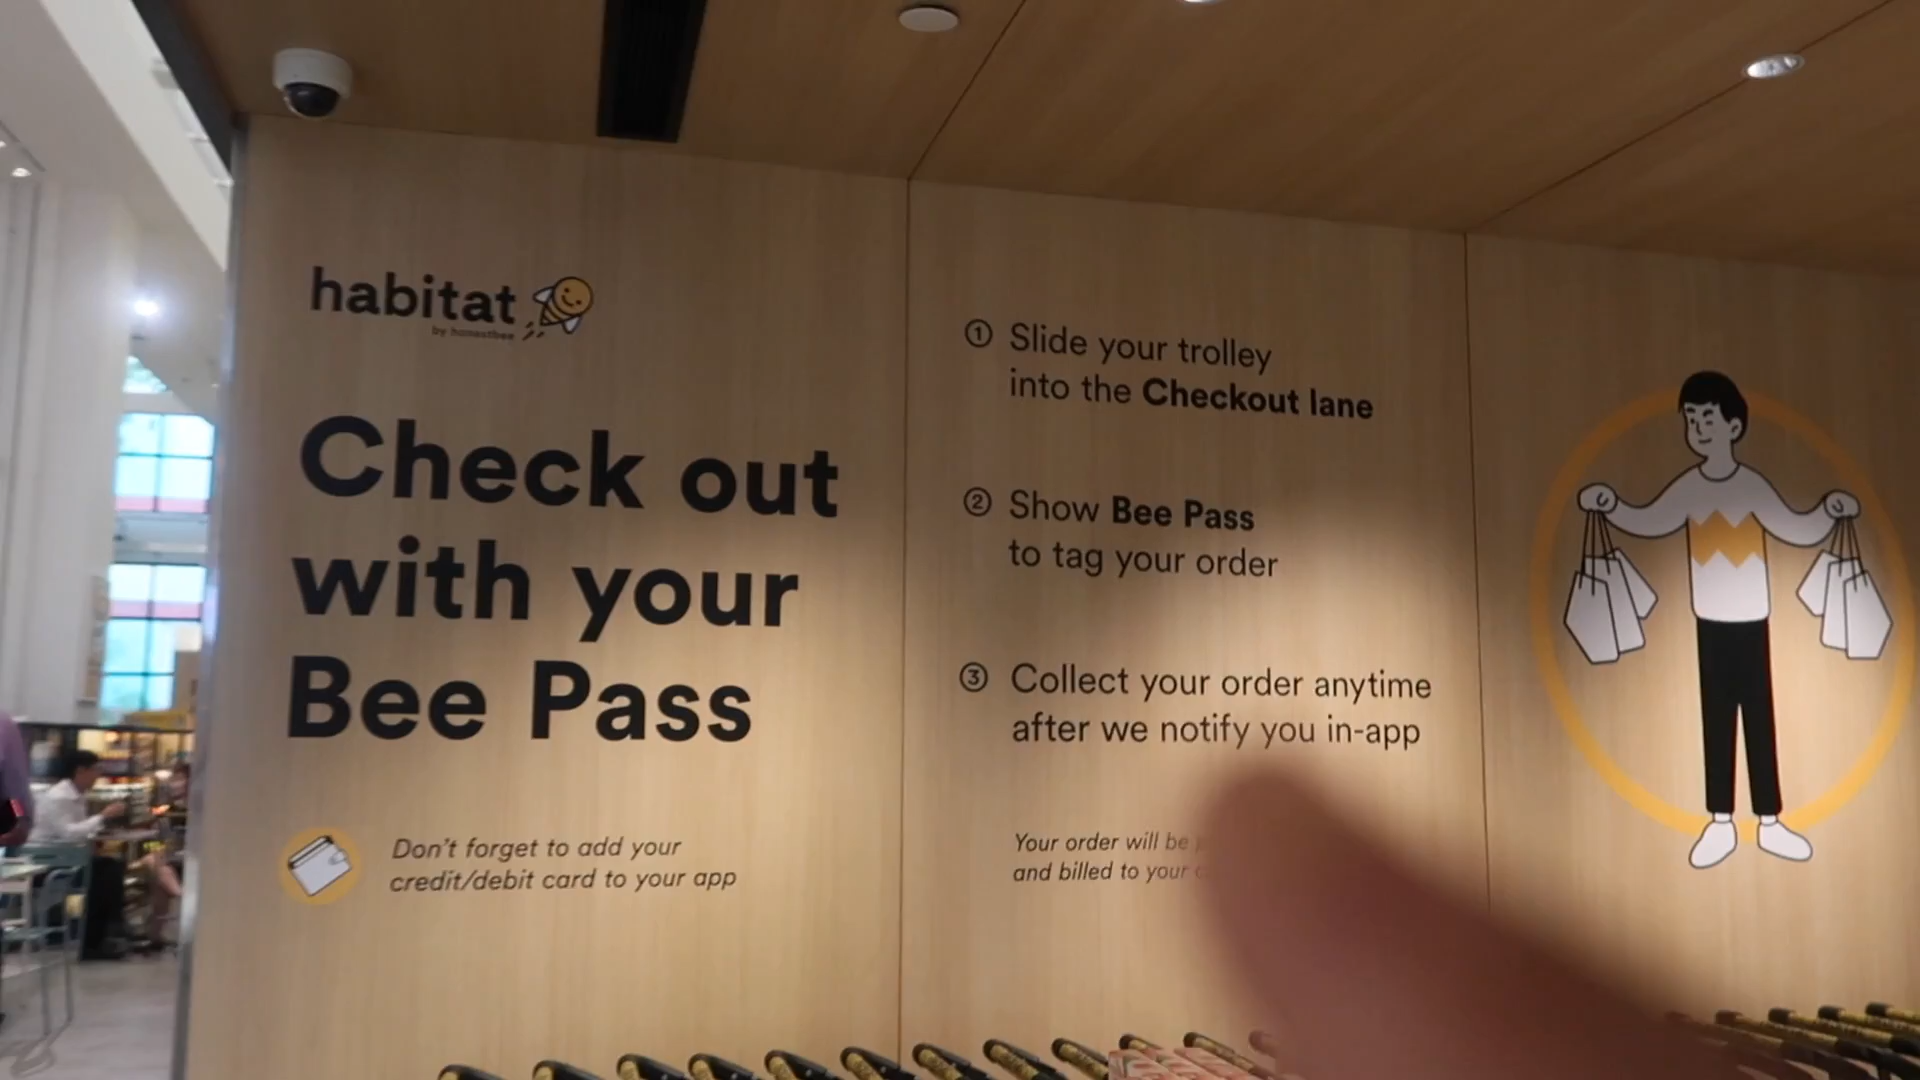 habitat
by honestbee
Check out
with your
Bee Pass
Don't forget to add your
credit/debit card to your app
① Slide your trolley
into the Checkout lane
② Show Bee Pass
to tag your order
③ Collect your order anytime
after we notify you in-app
Your order will be
and billed to your